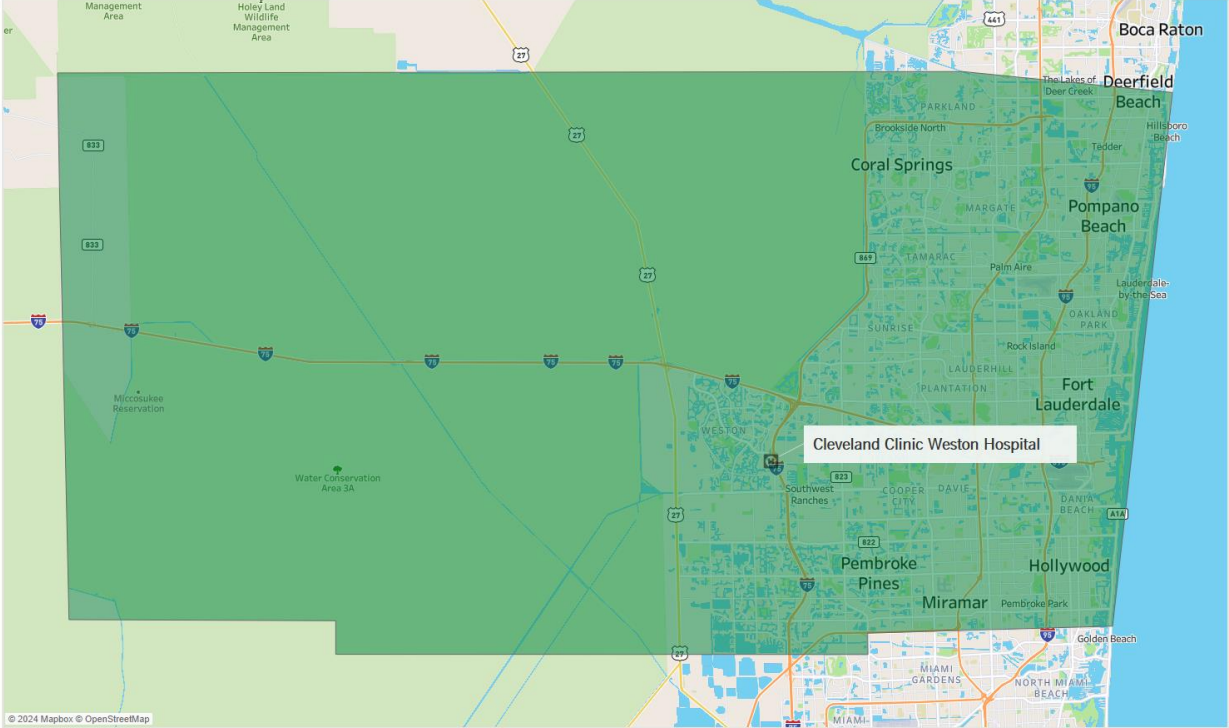 Management
Area
Holey Land
Wildlife
Management
Area
er
27
441
Boca Raton
The Lakes of
Deer Creek
Deerfield
Beach
PARKLAND
Hillsboro
Beach
833
27
Brookside North
Tedder
Coral Springs
95
MARGATE
Pompano
Beach
833
869
TAMARAC
Palm Aire
27
Lauderdale-
by-the Sea
95
75
75
OAKLAND
PARK
SUNRISE
75
75
75
75
Rock Island
75
LAUDERHILL
PLANTATION
Fort
Lauderdale
Miccosukee
Reservation
WESTON
Cleveland Clinic Weston Hospital
75
Water Conservation
Area 3A
823
Southwest
Ranches
COOPER
CITY
DAVIE
DANIA
BEACH
27
A1A
822
Pembroke
Pines
Hollywood
75
Miramar
Pembroke Park
95
Golden Beach
27
MIAMI
GARDENS
NORTH MIAMI
BEACH
MIAMI-
© 2024 Mapbox © OpenStreetMap